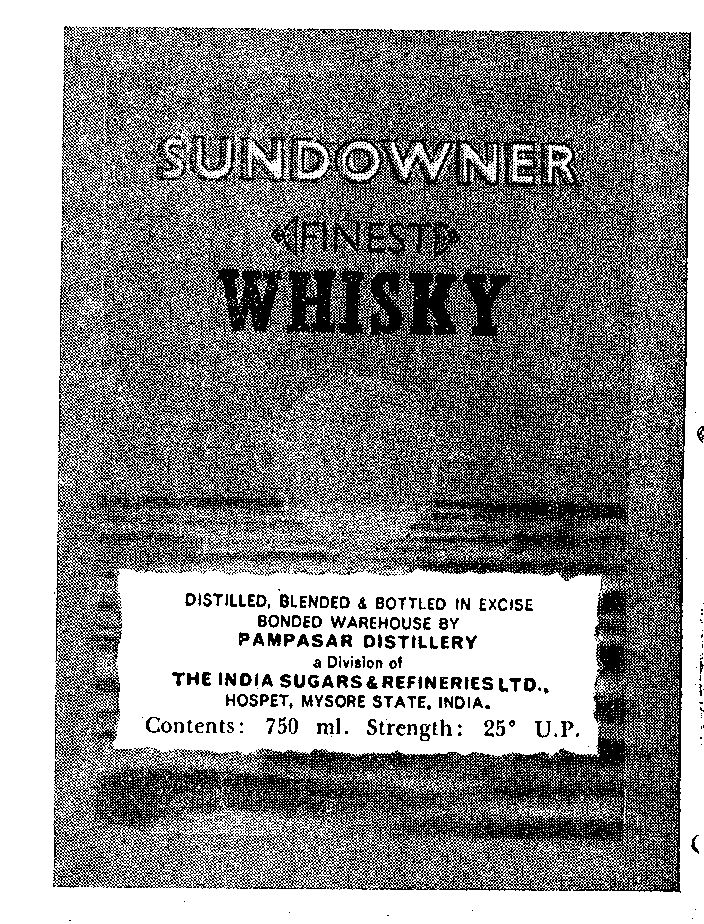 SUNDOWNER
FINEST
WHISKY
DISTILLED, BLENDED & BOTTLED IN EXCISE
BONDED WAREHOUSE BY
PAMPASAR DISTILLERY
a Division of
THE INDIA SUGARS & REFINERIES LTD.,
HOSPET, MYSORE STATE, INDIA.
Contents: 750 ml. Strength: 25° U.P.